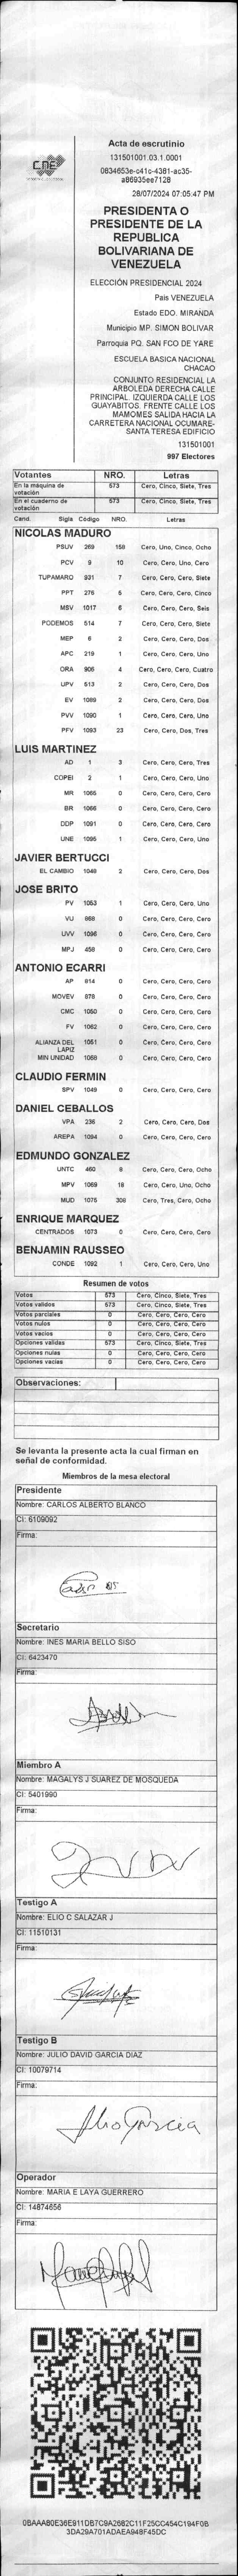 CNE
Acta de escrutinio
131501001.03.1.0001
0834653e-c41c-4381-ac35-
a86935ee7128
28/07/2024 07:05:47 PM
PRESIDENTA O
PRESIDENTE DE LA
REPUBLICA
BOLIVARIANA DE
VENEZUELA
ELECCIÓN PRESIDENCIAL 2024
Pais VENEZUELA
Estado EDO. MIRANDA
Municipio MP. SIMON BOLIVAR
Parroquia PQ. SAN FCO DE YARE
ESCUELA BASICA NACIONAL
CHACAO
CONJUNTO RESIDENCIAL LA
ARBOLEDA DERECHA CALLE
PRINCIPAL. IZQUIERDA CALLE LOS
GUAYABITOS. FRENTE CALLE LOS
MAMOMES SALIDA HACIA LA
CARRETERA NACIONAL OCUMARE-
SANTA TERESA EDIFICIO
131501001
997 Electores
Votantes NRO. Letras
En la máquina de votación 573 Cero, Cinco, Siete, Tres
En el cuaderno de votación 573 Cero, Cinco, Siete, Tres
Cand. Sigla Código NRO. Letras
NICOLAS MADURO
PSUV 269 158 Cero, Uno, Cinco, Ocho
PCV 9 10 Cero, Cero, Uno, Cero
TUPAMARO 931 7 Cero, Cero, Cero, Siete
PPT 276 5 Cero, Cero, Cero, Cinco
MSV 1017 6 Cero, Cero, Cero, Seis
PODEMOS 514 7 Cero, Cero, Cero, Siete
MEP 6 2 Cero, Cero, Cero, Dos
APC 219 1 Cero, Cero, Cero, Uno
ORA 906 4 Cero, Cero, Cero, Cuatro
UPV 513 2 Cero, Cero, Cero, Dos
EV 1089 2 Cero, Cero, Cero, Dos
PVV 1090 1 Cero, Cero, Cero, Uno
PFV 1093 23 Cero, Cero, Dos, Tres
LUIS MARTINEZ
AD 1 3 Cero, Cero, Cero, Tres
COPEI 2 1 Cero, Cero, Cero, Uno
MR 1065 0 Cero, Cero, Cero, Cero
BR 1066 0 Cero, Cero, Cero, Cero
DDP 1091 0 Cero, Cero, Cero, Cero
UNE 1095 1 Cero, Cero, Cero, Uno
JAVIER BERTUCCI
EL CAMBIO 1048 2 Cero, Cero, Cero, Dos
JOSE BRITO
PV 1053 1 Cero, Cero, Cero, Uno
VU 868 0 Cero, Cero, Cero, Cero
UVV 1096 0 Cero, Cero, Cero, Cero
MPJ 458 0 Cero, Cero, Cero, Cero
ANTONIO ECARRI
AP 814 0 Cero, Cero, Cero, Cero
MOVEV 878 0 Cero, Cero, Cero, Cero
CMC 1050 0 Cero, Cero, Cero, Cero
FV 1062 0 Cero, Cero, Cero, Cero
ALIANZA DEL LAPIZ 1051 0 Cero, Cero, Cero, Cero
MIN UNIDAD 1058 0 Cero, Cero, Cero, Cero
CLAUDIO FERMIN
SPV 1049 0 Cero, Cero, Cero, Cero
DANIEL CEBALLOS
VPA 236 2 Cero, Cero, Cero, Dos
AREPA 1094 0 Cero, Cero, Cero, Cero
EDMUNDO GONZALEZ
UNTC 460 8 Cero, Cero, Cero, Ocho
MPV 1069 18 Cero, Cero, Uno, Ocho
MUD 1075 308 Cero, Tres, Cero, Ocho
ENRIQUE MARQUEZ
CENTRADOS 1073 0 Cero, Cero, Cero, Cero
BENJAMIN RAUSSEO
CONDE 1092 1 Cero, Cero, Cero, Uno
Resumen de votos
Votos 573 Cero, Cinco, Siete, Tres
Votos validos 573 Cero, Cinco, Siete, Tres
Votos parciales 0 Cero, Cero, Cero, Cero
Votos nulos 0 Cero, Cero, Cero, Cero
Votos vacios 0 Cero, Cero, Cero, Cero
Opciones validas 573 Cero, Cinco, Siete, Tres
Opciones nulas 0 Cero, Cero, Cero, Cero
Opciones vacias 0 Cero, Cero, Cero, Cero
Observaciones:
Se levanta la presente acta la cual firman en
señal de conformidad.
Miembros de la mesa electoral
Presidente
Nombre: CARLOS ALBERTO BLANCO
CI: 6109092
Firma:
Secretario
Nombre: INES MARIA BELLO SISO
CI: 6423470
Firma:
Miembro A
Nombre: MAGALYS J SUAREZ DE MOSQUEDA
CI: 5401990
Firma:
Testigo A
Nombre: ELIO C SALAZAR J
CI: 11510131
Firma:
Testigo B
Nombre: JULIO DAVID GARCIA DIAZ
CI: 10079714
Firma:
Operador
Nombre: MARIA E LAYA GUERRERO
CI: 14874656
Firma:
0BAAA80E36E911DB7C9A2682C11F25CC454C194F0B
3DA29A701ADAEA948F45DC